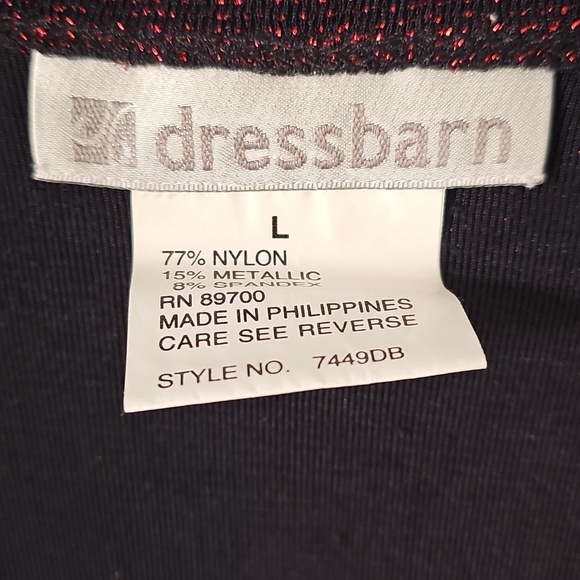 dressbarn
L
77% NYLON
15% METALLIC
8% SPANDEX
RN 89700
MADE IN PHILIPPINES
CARE SEE REVERSE
STYLE NO. 7449DB